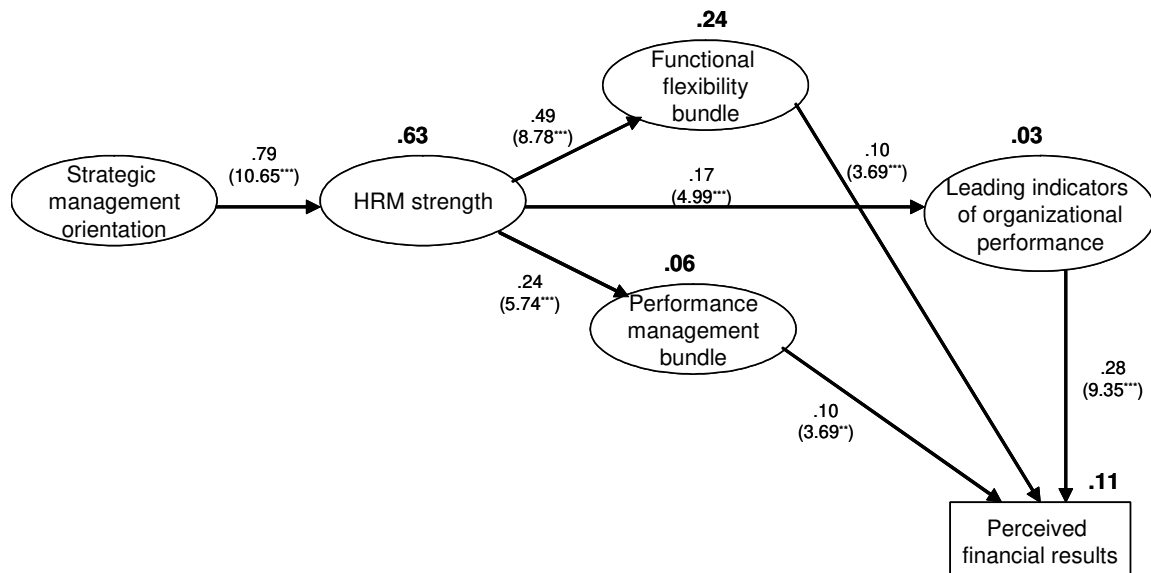 .24
Functional
flexibility
bundle
.49
(8.78***)
.63
.03
.79
(10.65***)
.10
(3.69***)
.17
(4.99***)
Strategic
management
orientation
HRM strength
Leading indicators
of organizational
performance
.24
(5.74***)
.06
Performance
management
bundle
.28
(9.35***)
.10
(3.69**)
.11
Perceived
financial results